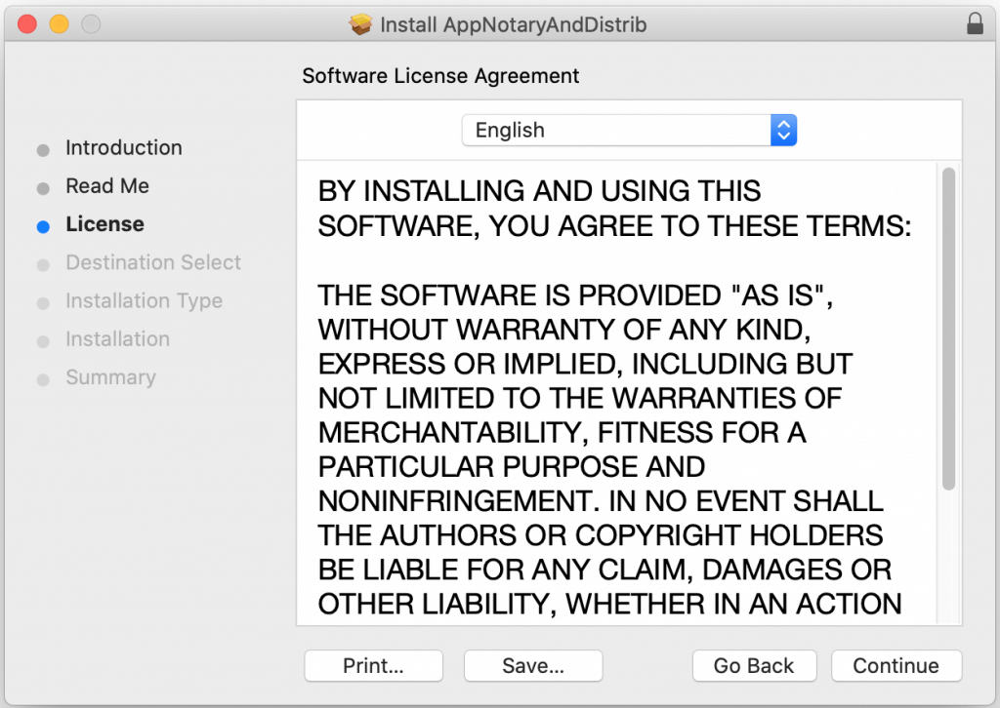 Install AppNotaryAndDistrib
Software License Agreement
Introduction
Read Me
License
Destination Select
Installation Type
Installation
Summary
English
BY INSTALLING AND USING THIS
SOFTWARE, YOU AGREE TO THESE TERMS:
THE SOFTWARE IS PROVIDED "AS IS",
WITHOUT WARRANTY OF ANY KIND,
EXPRESS OR IMPLIED, INCLUDING BUT
NOT LIMITED TO THE WARRANTIES OF
MERCHANTABILITY, FITNESS FOR A
PARTICULAR PURPOSE AND
NONINFRINGEMENT. IN NO EVENT SHALL
THE AUTHORS OR COPYRIGHT HOLDERS
BE LIABLE FOR ANY CLAIM, DAMAGES OR
OTHER LIABILITY, WHETHER IN AN ACTION
Print...
Save...
Go Back
Continue